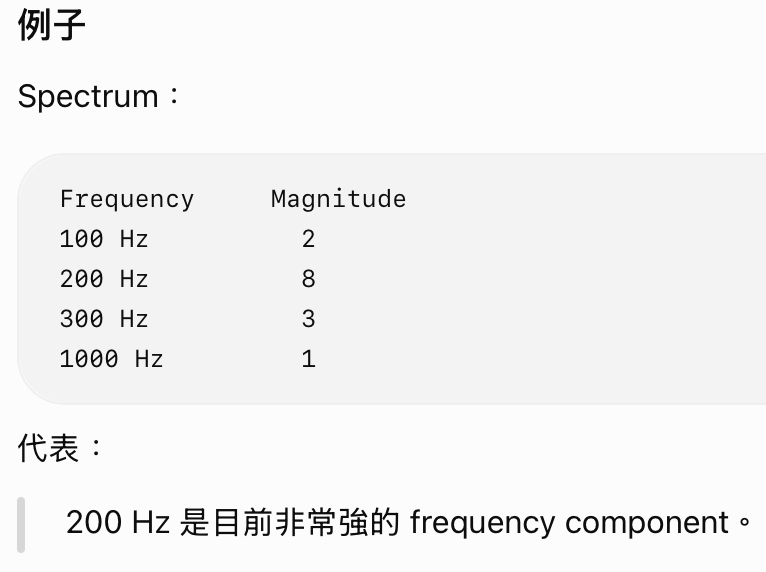 例子
Spectrum：
Frequency     Magnitude
100 Hz          2
200 Hz          8
300 Hz          3
1000 Hz         1
代表：
200 Hz 是目前非常強的 frequency component。